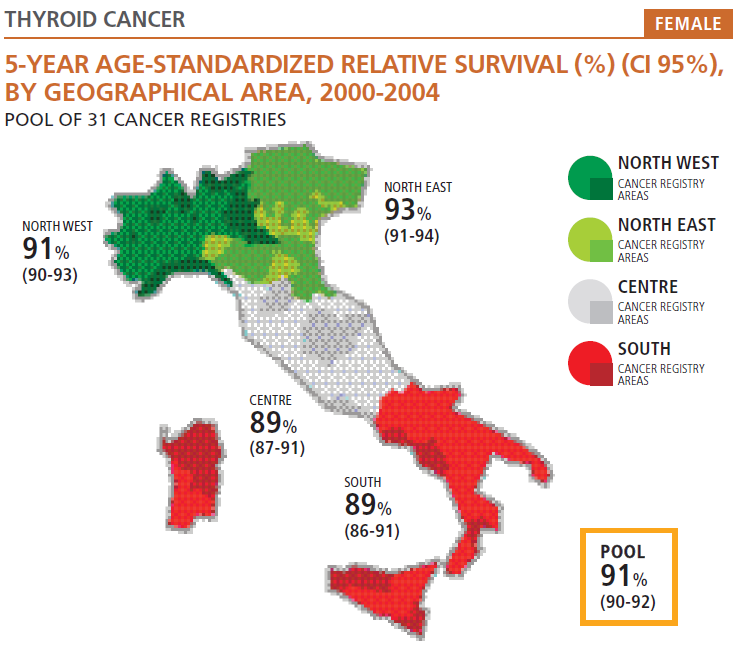 THYROID CANCER
FEMALE
5-YEAR AGE-STANDARDIZED RELATIVE SURVIVAL (%) (CI 95%),
BY GEOGRAPHICAL AREA, 2000-2004
POOL OF 31 CANCER REGISTRIES
NORTH WEST
91%
(90-93)
NORTH EAST
93%
(91-94)
NORTH WEST
CANCER REGISTRY
AREAS
NORTH EAST
CANCER REGISTRY
AREAS
CENTRE
CANCER REGISTRY
AREAS
SOUTH
CANCER REGISTRY
AREAS
CENTRE
89%
(87-91)
SOUTH
89%
(86-91)
POOL
91%
(90-92)